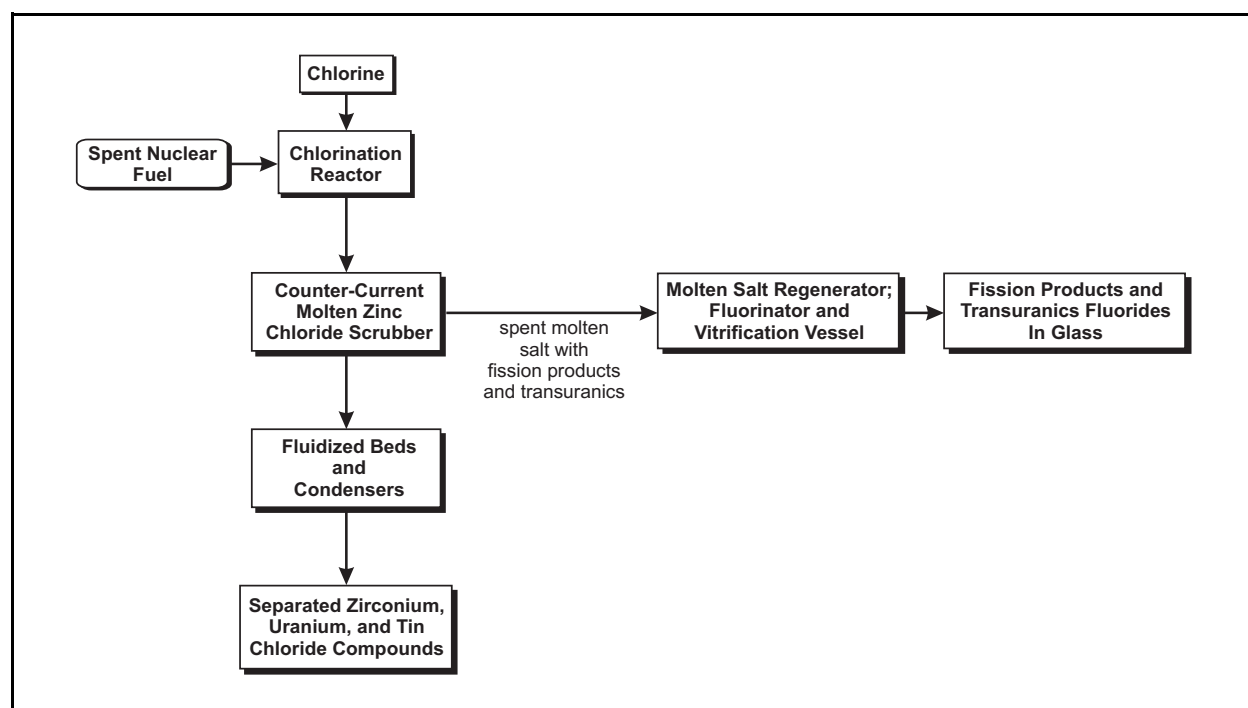 Chlorine
Spent Nuclear
Fuel
Chlorination
Reactor
Counter-Current
Molten Zinc
Chloride Scrubber
spent molten
salt with
fission products
and transuranics
Molten Salt Regenerator;
Fluorinator and
Vitrification Vessel
Fission Products and
Transuranics Fluorides
In Glass
Fluidized Beds
and
Condensers
Separated Zirconium,
Uranium, and Tin
Chloride Compounds